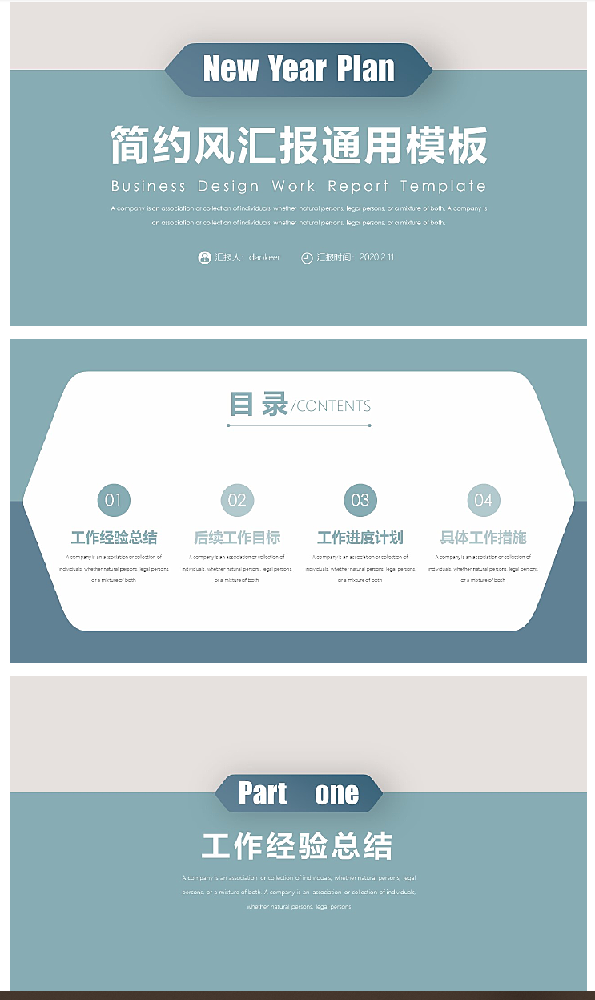 New Year Plan
简约风汇报通用模板
Business Design Work Report Template
A company is an association or collection of individuals, whether natural persons, legal persons, or a mixture of both. A company is
an association or collection of individuals, whether natural persons, legal persons, or a mixture of both.
汇报人：daokeer 汇报时间：2020.2.11
目录/CONTENTS
01
工作经验总结
A company is an association or collection of
individuals, whether natural persons, legal persons,
or a mixture of both
02
后续工作目标
A company is an association or collection of
individuals, whether natural persons, legal persons,
or a mixture of both
03
工作进度计划
A company is an association or collection of
individuals, whether natural persons, legal persons,
or a mixture of both
04
具体工作措施
A company is an association or collection of
individuals, whether natural persons, legal persons,
or a mixture of both
Part one
工作经验总结
A company is an association or collection of individuals, whether natural persons, legal
persons, or a mixture of both. A company is an association or collection of individuals,
whether natural persons, legal persons